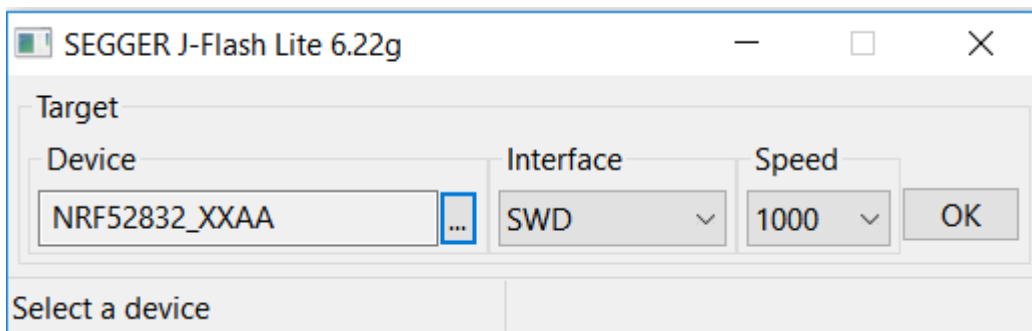 SEGGER J-Flash Lite 6.22g
Target
Device Interface Speed
NRF52832_XXAA ... SWD 1000 OK
Select a device